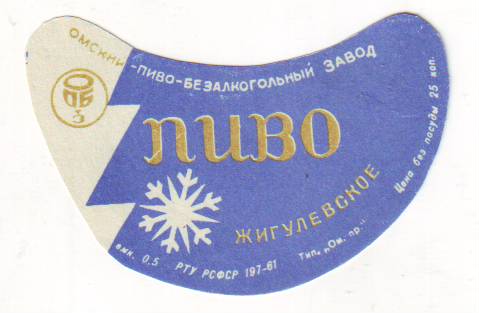 ОМСКИЙ-ПИВО-БЕЗАЛКОГОЛЬНЫЙ ЗАВОД
ОПБ
З
ПИВО
ЖИГУЛЕВСКОЕ
емк. 0,5 РТУ РСФСР 197-61 Тип. „Ом. пр."
Цена без посуды 25 коп.